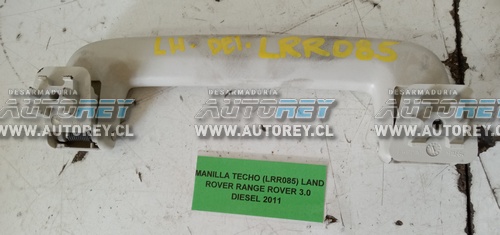 LH. DEL. LRR085
DESARMADURIA
AUTOREY
WWW.AUTOREY.CL
DESARMADURIA
AUTOREY
WWW.AUTOREY.CL
DESARMADURIA
AUTOREY
WWW.AUTOREY.CL
MANILLA TECHO (LRR085) LAND
ROVER RANGE ROVER 3.0
DIESEL 2011